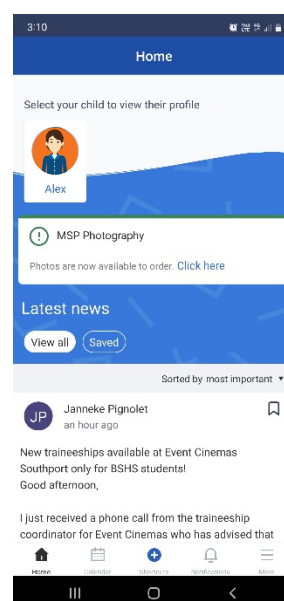 3:10
Home
Select your child to view their profile
Alex
MSP Photography
Photos are now available to order. Click here
Latest news
View all
Saved
Sorted by most important
JP
Janneke Pignolet
an hour ago
New traineeships available at Event Cinemas
Southport only for BSHS students!
Good afternoon,
I just received a phone call from the traineeship
coordinator for Event Cinemas who has advised that
Home
Calendar
Shortcuts
Notifications
More